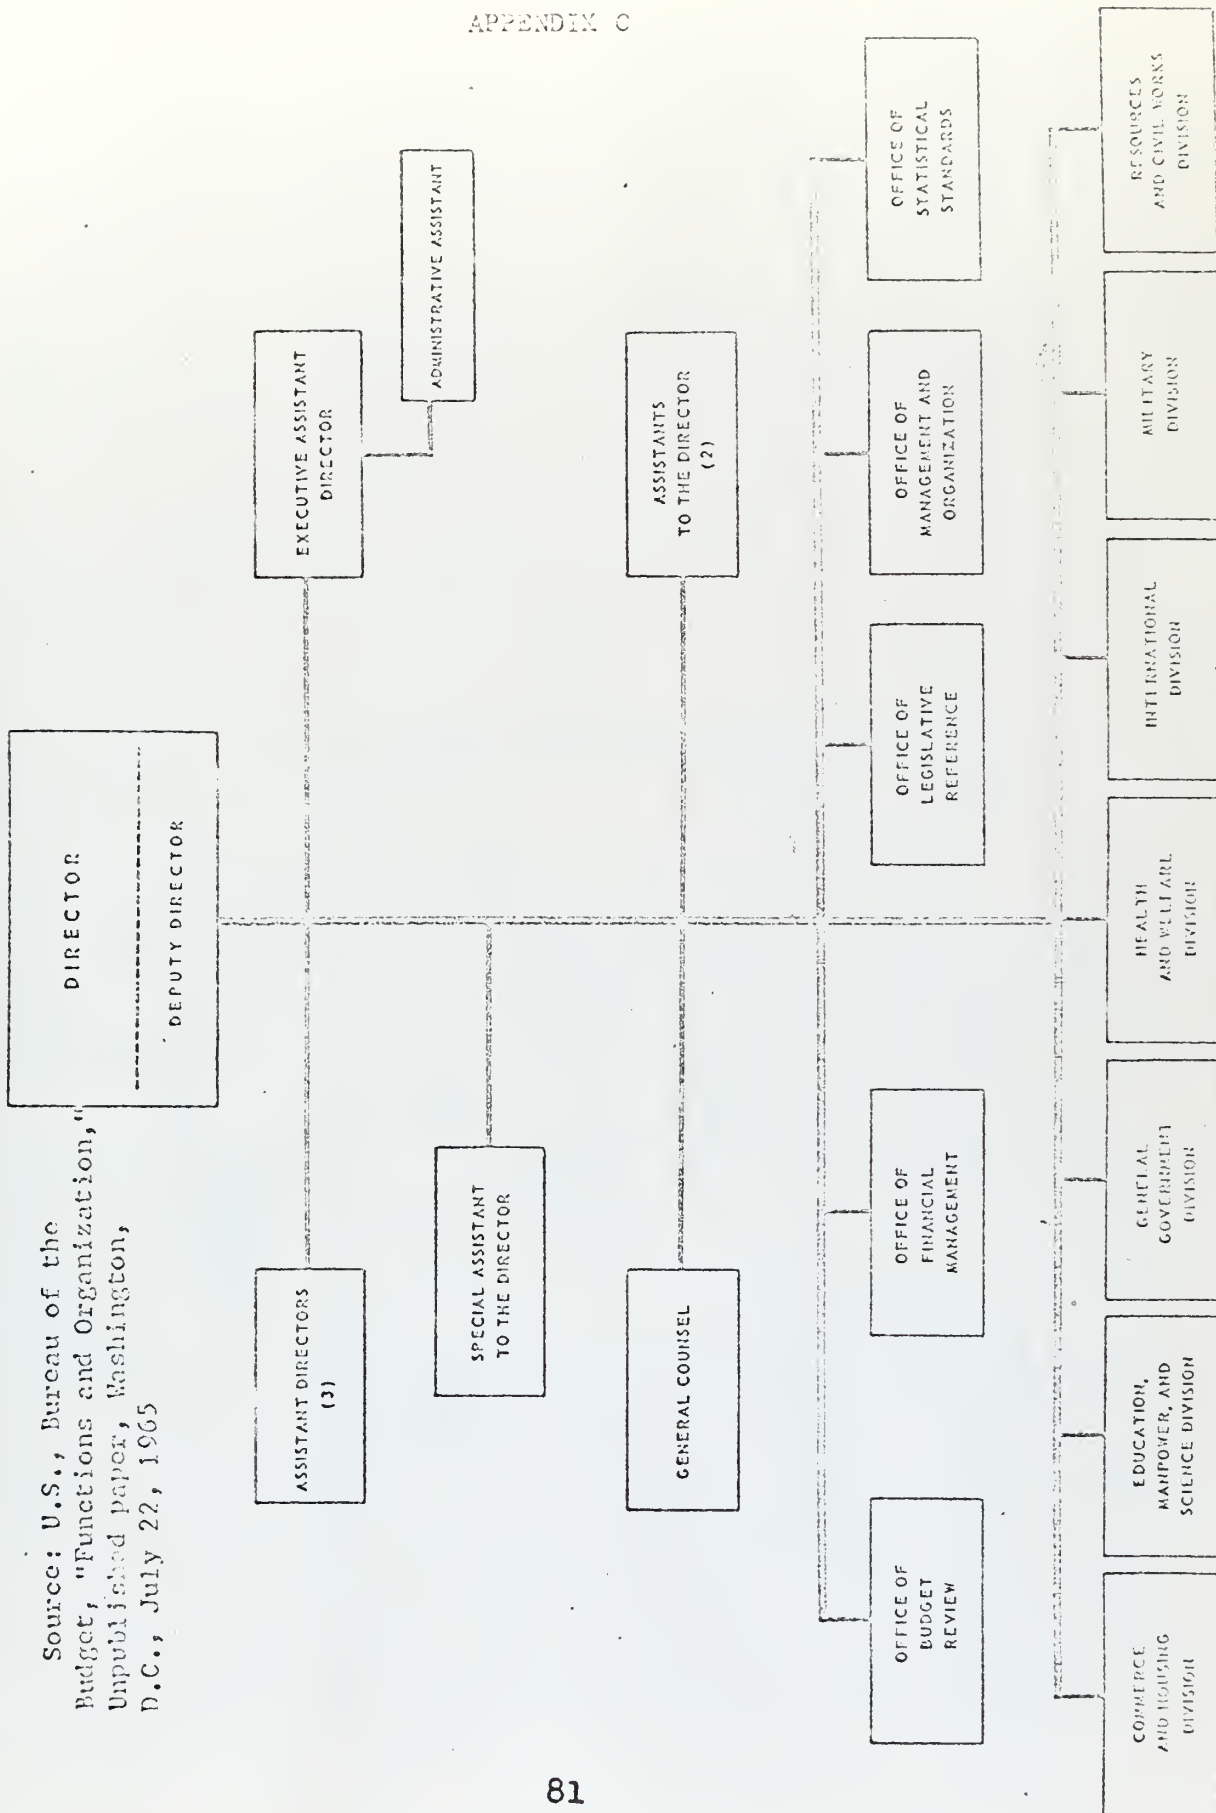 APPENDIX C
DIRECTOR
DEPUTY DIRECTOR
Source: U.S., Bureau of the
Budget, "Functions and Organization,"
Unpublished paper, Washington,
D.C., July 22, 1965
ASSISTANT DIRECTORS
(3)
EXECUTIVE ASSISTANT
DIRECTOR
ADMINISTRATIVE ASSISTANT
SPECIAL ASSISTANT
TO THE DIRECTOR
GENERAL COUNSEL
ASSISTANTS
TO THE DIRECTOR
(2)
OFFICE OF
BUDGET
REVIEW
OFFICE OF
FINANCIAL
MANAGEMENT
OFFICE OF
LEGISLATIVE
REFERENCE
OFFICE OF
MANAGEMENT AND
ORGANIZATION
OFFICE OF
STATISTICAL
STANDARDS
COMMERCE
AND HOUSING
DIVISION
EDUCATION,
MANPOWER, AND
SCIENCE DIVISION
GENERAL
GOVERNMENT
DIVISION
HEALTH
AND WELFARE
DIVISION
INTERNATIONAL
DIVISION
MILITARY
DIVISION
RESOURCES
AND CIVIL WORKS
DIVISION
81